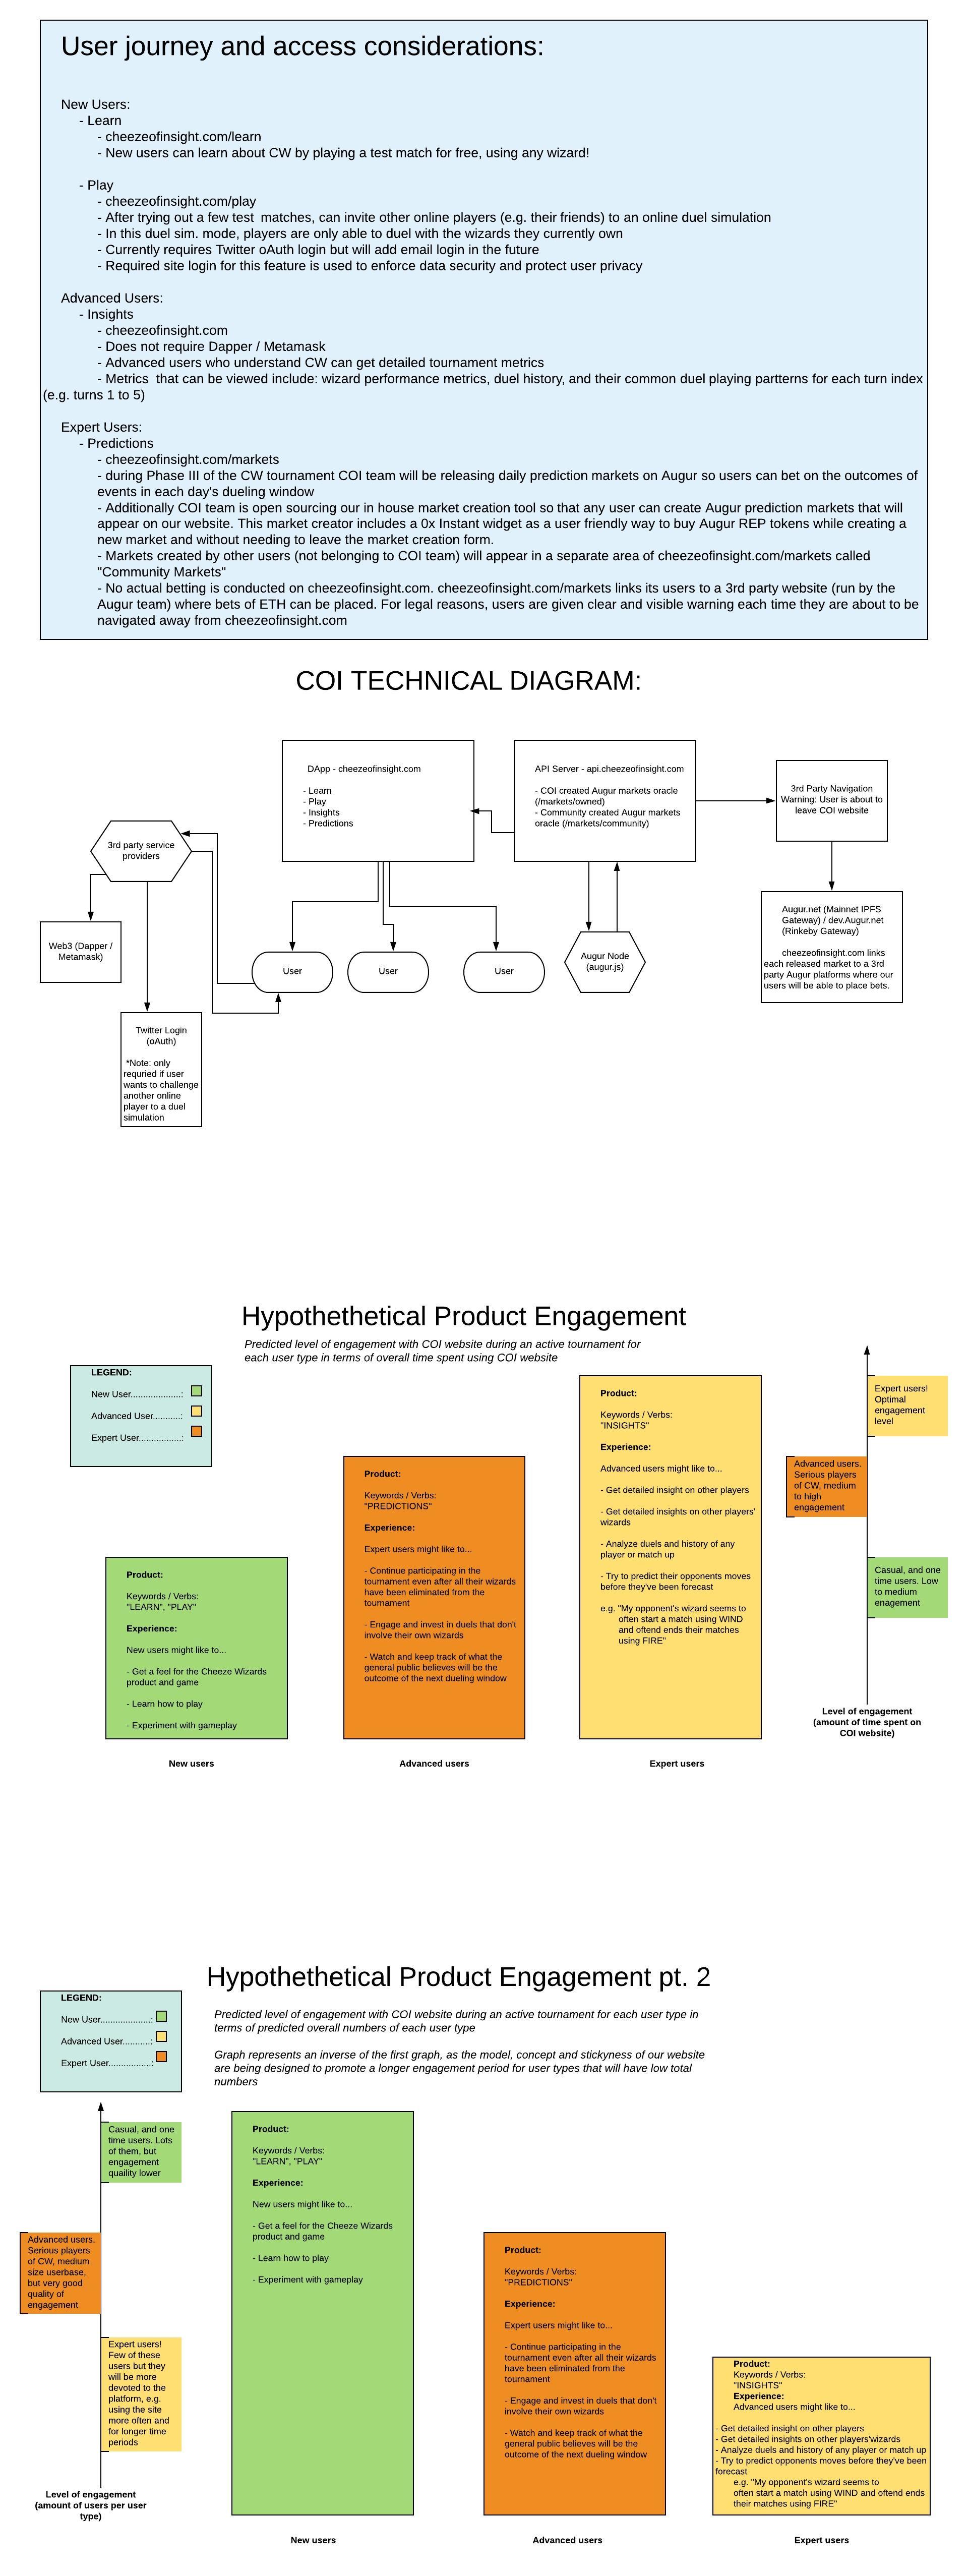 User journey and access considerations:
New Users:
- Learn
- cheezeofinsight.com/learn
- New users can learn about CW by playing a test match for free, using any wizard!
- Play
- cheezeofinsight.com/play
- After trying out a few test matches, can invite other online players (e.g. their friends) to an online duel simulation
- In this duel sim. mode, players are only able to duel with the wizards they currently own
- Currently requires Twitter oAuth login but will add email login in the future
- Required site login for this feature is used to enforce data security and protect user privacy
Advanced Users:
- Insights
- cheezeofinsight.com
- Does not require Dapper / Metamask
- Advanced users who understand CW can get detailed tournament metrics
- Metrics that can be viewed include: wizard performance metrics, duel history, and their common duel playing partterns for each turn index
(e.g. turns 1 to 5)
Expert Users:
- Predictions
- cheezeofinsight.com/markets
- during Phase III of the CW tournament COI team will be releasing daily prediction markets on Augur so users can bet on the outcomes of
events in each day's dueling window
- Additionally COI team is open sourcing our in house market creation tool so that any user can create Augur prediction markets that will
appear on our website. This market creator includes a 0x Instant widget as a user friendly way to buy Augur REP tokens while creating a
new market and without needing to leave the market creation form.
- Markets created by other users (not belonging to COI team) will appear in a separate area of cheezeofinsight.com/markets called
"Community Markets"
- No actual betting is conducted on cheezeofinsight.com. cheezeofinsight.com/markets links its users to a 3rd party website (run by the
Augur team) where bets of ETH can be placed. For legal reasons, users are given clear and visible warning each time they are about to be
navigated away from cheezeofinsight.com
COI TECHNICAL DIAGRAM:
DApp - cheezeofinsight.com
- Learn
- Play
- Insights
- Predictions
API Server - api.cheezeofinsight.com
- COI created Augur markets oracle
(/markets/owned)
- Community created Augur markets
oracle (/markets/community)
3rd Party Navigation
Warning: User is about to
leave COI website
3rd party service
providers
Web3 (Dapper /
Metamask)
User
User
User
Augur Node
(augur.js)
Augur.net (Mainnet IPFS
Gateway) / dev.Augur.net
(Rinkeby Gateway)
cheezeofinsight.com links
each released market to a 3rd
party Augur platforms where our
users will be able to place bets.
Twitter Login
(oAuth)
*Note: only
requried if user
wants to challenge
another online
player to a duel
simulation
Hypothethetical Product Engagement
Predicted level of engagement with COI website during an active tournament for
each user type in terms of overall time spent using COI website
LEGEND:
New User....................:
Advanced User...........:
Expert User.................:
Product:
Keywords / Verbs:
"LEARN", "PLAY"
Experience:
New users might like to...
- Get a feel for the Cheeze Wizards
product and game
- Learn how to play
- Experiment with gameplay
New users
Product:
Keywords / Verbs:
"PREDICTIONS"
Experience:
Expert users might like to...
- Continue participating in the
tournament even after all their wizards
have been eliminated from the
tournament
- Engage and invest in duels that don't
involve their own wizards
- Watch and keep track of what the
general public believes will be the
outcome of the next dueling window
Advanced users
Product:
Keywords / Verbs:
"INSIGHTS"
Experience:
Advanced users might like to...
- Get detailed insight on other players
- Get detailed insights on other players'
wizards
- Analyze duels and history of any
player or match up
- Try to predict their opponents moves
before they've been forecast
e.g. "My opponent's wizard seems to
often start a match using WIND
and oftend ends their matches
using FIRE"
Expert users
Expert users!
Optimal
engagement
level
Advanced users.
Serious players
of CW, medium
to high
engagement
Casual, and one
time users. Low
to medium
enagement
Level of engagement
(amount of time spent on
COI website)
Hypothethetical Product Engagement pt. 2
Predicted level of engagement with COI website during an active tournament for each user type in
terms of predicted overall numbers of each user type
Graph represents an inverse of the first graph, as the model, concept and stickyness of our website
are being designed to promote a longer engagement period for user types that will have low total
numbers
LEGEND:
New User....................:
Advanced User...........:
Expert User.................:
Casual, and one
time users. Lots
of them, but
engagement
quaility lower
Advanced users.
Serious players
of CW, medium
size userbase,
but very good
quality of
engagement
Expert users!
Few of these
users but they
will be more
devoted to the
platform, e.g.
using the site
more often and
for longer time
periods
Level of engagement
(amount of users per user
type)
Product:
Keywords / Verbs:
"LEARN", "PLAY"
Experience:
New users might like to...
- Get a feel for the Cheeze Wizards
product and game
- Learn how to play
- Experiment with gameplay
New users
Product:
Keywords / Verbs:
"PREDICTIONS"
Experience:
Expert users might like to...
- Continue participating in the
tournament even after all their wizards
have been eliminated from the
tournament
- Engage and invest in duels that don't
involve their own wizards
- Watch and keep track of what the
general public believes will be the
outcome of the next dueling window
Advanced users
Product:
Keywords / Verbs:
"INSIGHTS"
Experience:
Advanced users might like to...
- Get detailed insight on other players
- Get detailed insights on other players'wizards
- Analyze duels and history of any player or match up
- Try to predict opponents moves before they've been
forecast
e.g. "My opponent's wizard seems to
often start a match using WIND and oftend ends
their matches using FIRE"
Expert users